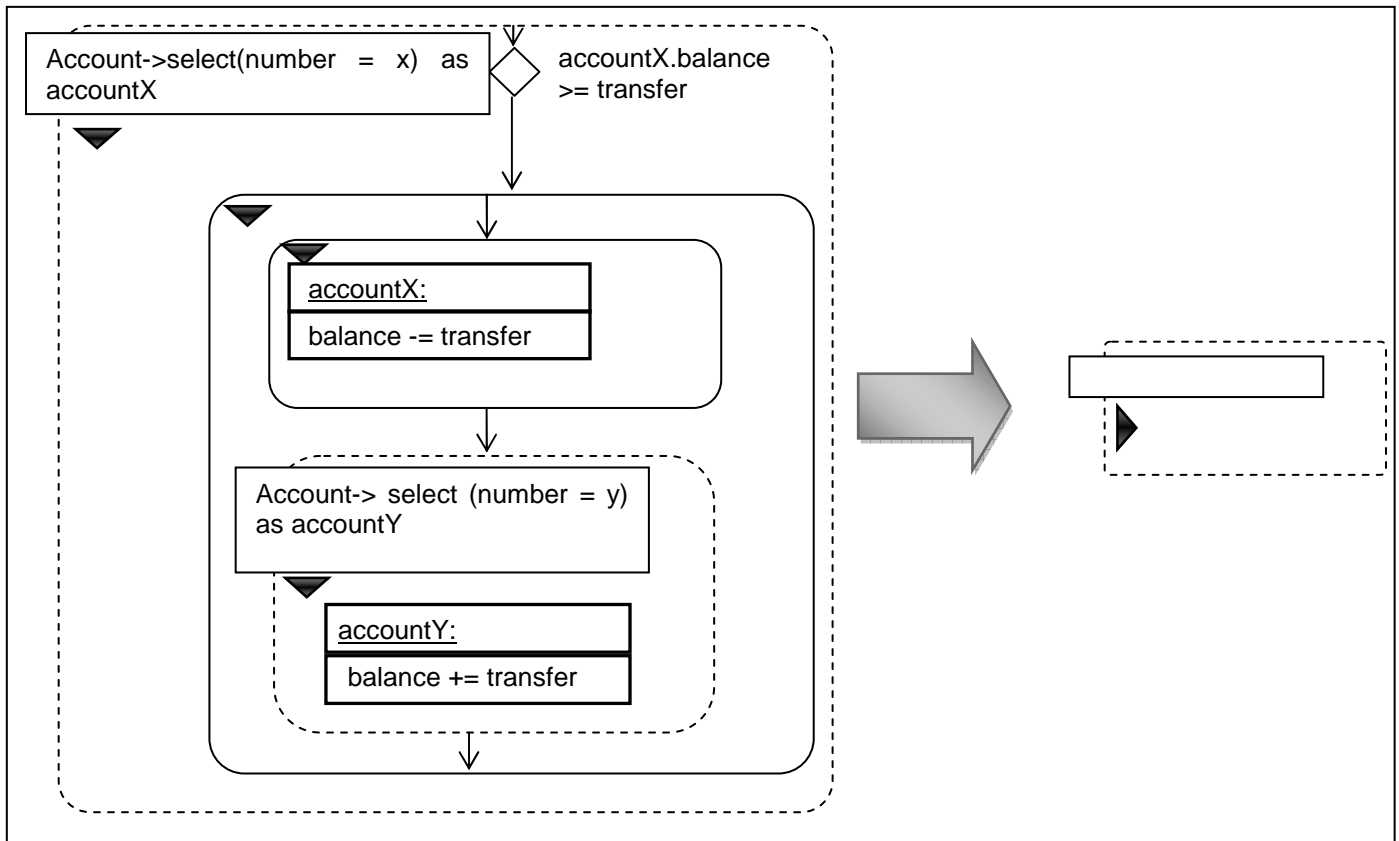 Account->select(number = x) as
accountX
accountX.balance
>= transfer
accountX:
balance -= transfer
Account-> select (number = y)
as accountY
accountY:
balance += transfer